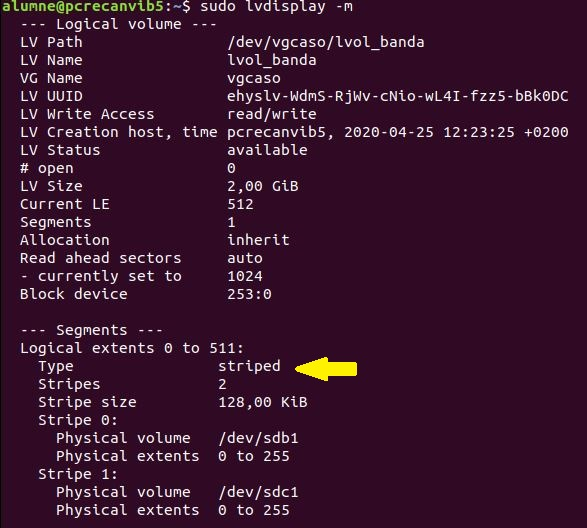 alumne@pcrecanvib5:~$ sudo lvdisplay -m
--- Logical volume ---
LV Path /dev/vgcaso/lvol_banda
LV Name lvol_banda
VG Name vgcaso
LV UUID ehyslv-WdmS-RjWv-cNio-wL4I-fzz5-bBk0DC
LV Write Access read/write
LV Creation host, time pcrecanvib5, 2020-04-25 12:23:25 +0200
LV Status available
# open 0
LV Size 2,00 GiB
Current LE 512
Segments 1
Allocation inherit
Read ahead sectors auto
- currently set to 1024
Block device 253:0
--- Segments ---
Logical extents 0 to 511:
Type striped
Stripes 2
Stripe size 128,00 KiB
Stripe 0:
Physical volume /dev/sdb1
Physical extents 0 to 255
Stripe 1:
Physical volume /dev/sdc1
Physical extents 0 to 255